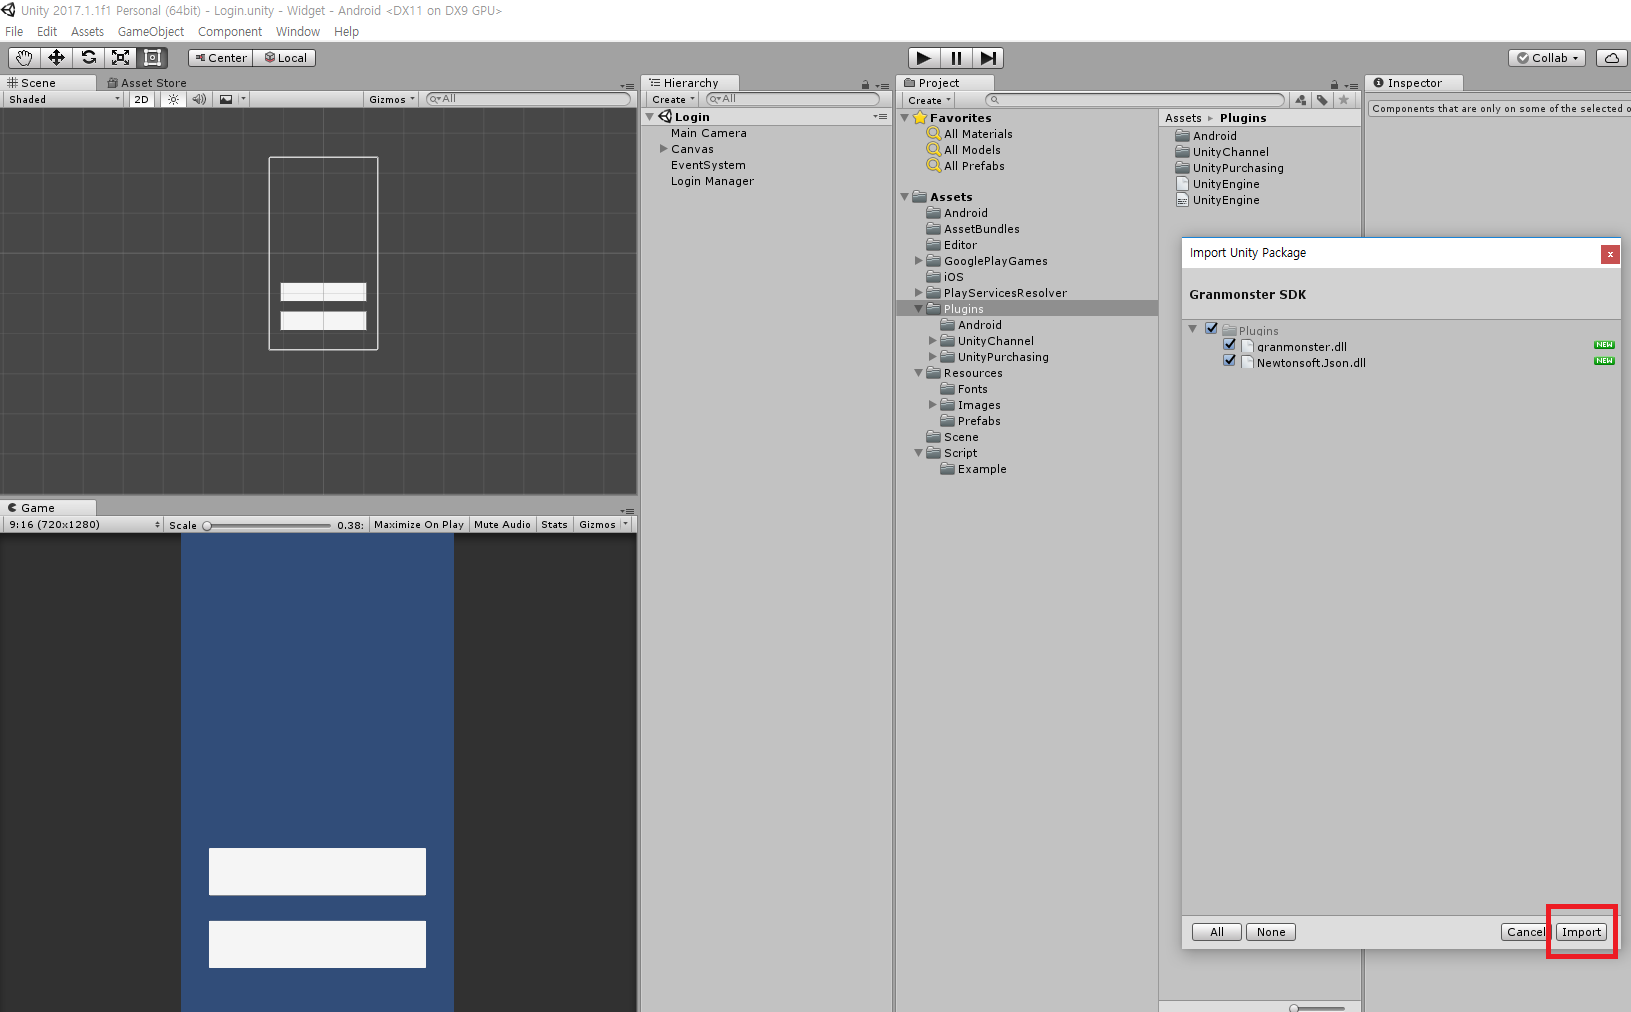 Unity 2017.1.1f1 Personal (64bit) - Login.unity - Widget - Android <DX11 on DX9 GPU>
File Edit Assets GameObject Component Window Help
Center Local Collab
Scene Asset Store
Shaded 2D Gizmos All
Hierarchy
Create All
Login
Main Camera
Canvas
EventSystem
Login Manager
Project
Create
Favorites
All Materials
All Models
All Prefabs
Assets
Android
AssetBundles
Editor
GooglePlayGames
iOS
PlayServicesResolver
Plugins
Android
UnityChannel
UnityPurchasing
Resources
Fonts
Images
Prefabs
Scene
Script
Example
Assets ▸ Plugins
Android
UnityChannel
UnityPurchasing
UnityEngine
UnityEngine
Inspector
Components that are only on some of the selected o
Import Unity Package
x
Granmonster SDK
Plugins
granmonster.dll NEW
Newtonsoft.Json.dll NEW
All None Cancel Import
Game
9:16 (720x1280) Scale 0.38: Maximize On Play Mute Audio Stats Gizmos